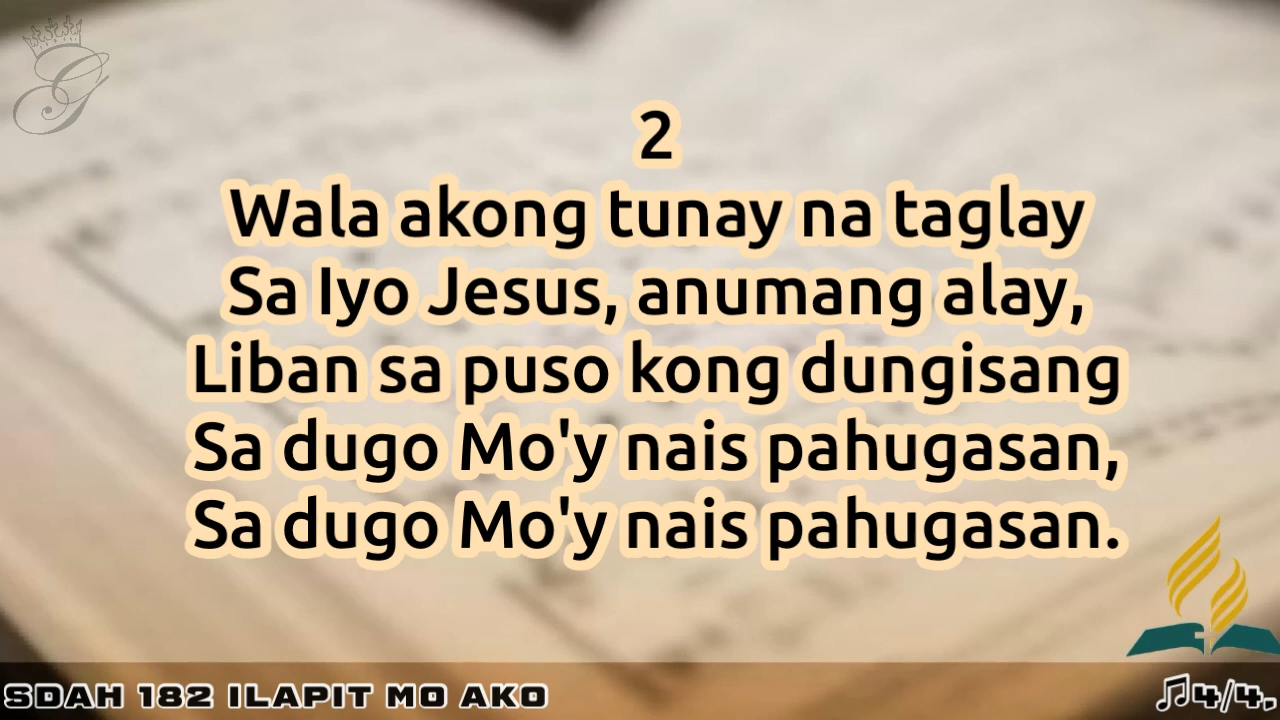 2
Wala akong tunay na taglay
Sa Iyo Jesus, anumang alay,
Liban sa puso kong dungisang
Sa dugo Mo'y nais pahugasan,
Sa dugo Mo'y nais pahugasan.
SDAH 182 ILAPIT MO AKO
♫4/4.